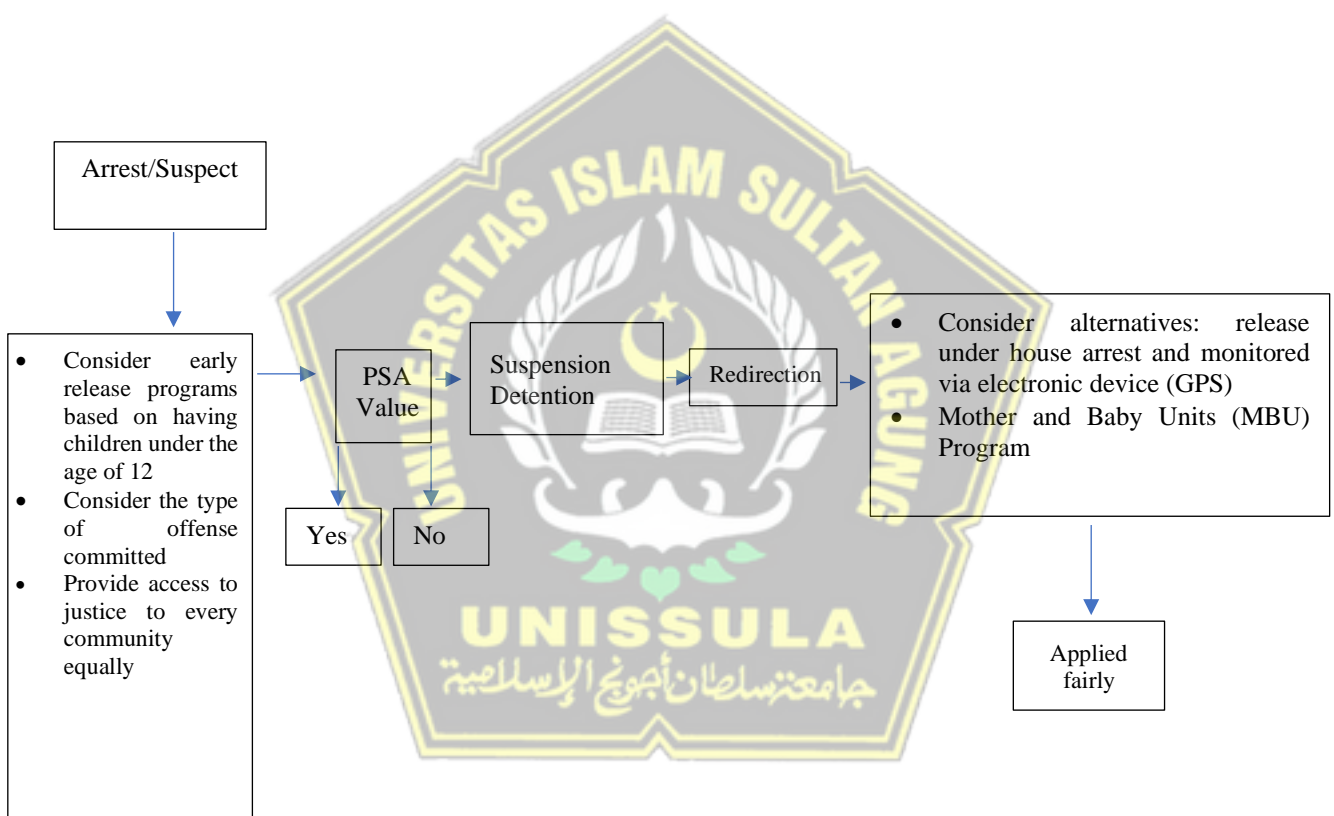 Arrest/Suspect
• Consider early
release programs
based on having
children under the
age of 12
• Consider the type
of offense
committed
• Provide access to
justice to every
community
equally
PSA
Value
Yes
No
Suspension
Detention
Redirection
• Consider alternatives: release
under house arrest and monitored
via electronic device (GPS)
• Mother and Baby Units (MBU)
Program
Applied
fairly
UNIVERSITAS ISLAM SULTAN AGUNG
UNISSULA
جامعة سلطان أجونج الإسلامية